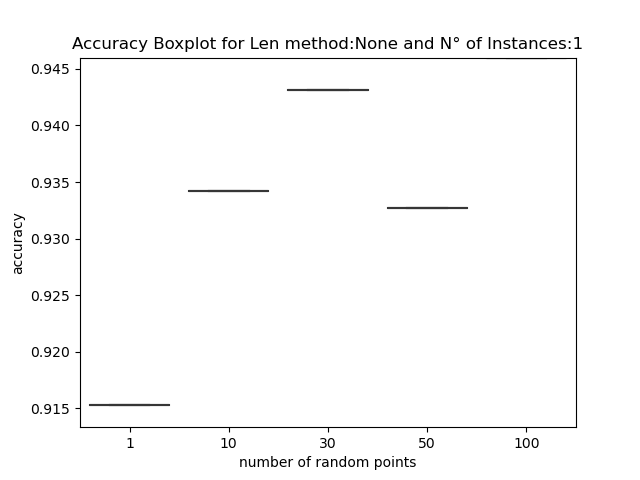 Accuracy Boxplot for Len method:None and N° of Instances:1
0.945
0.940
0.935
0.930
0.925
0.920
0.915
accuracy
1 10 30 50 100
number of random points